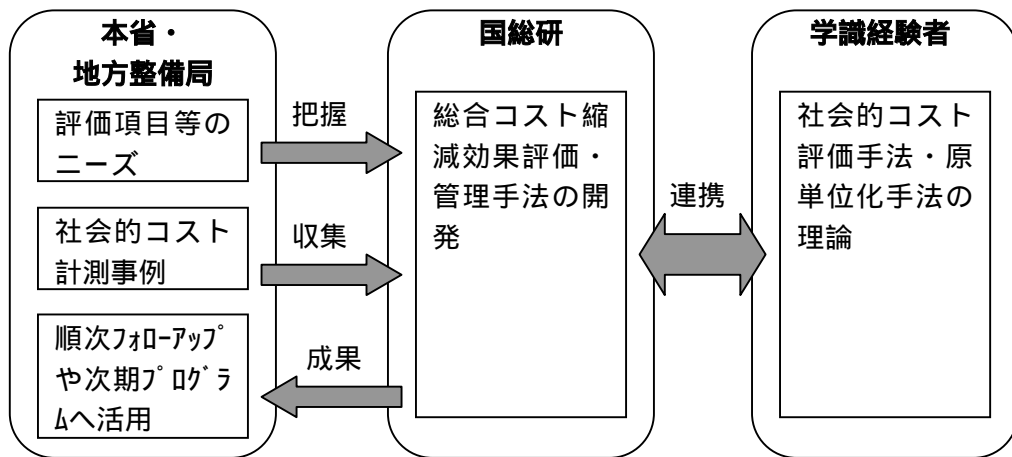 本省・
地方整備局
評価項目等の
ニーズ
社会的コスト
計測事例
順次ﾌｫﾛｰｱｯﾌﾟ
や次期ﾌﾟﾛｸﾞﾗ
ﾑへ活用
把握
収集
成果
国総研
総合コスト縮
減効果評価・
管理手法の開
発
連携
学識経験者
社会的コスト
評価手法・原
単位化手法の
理論